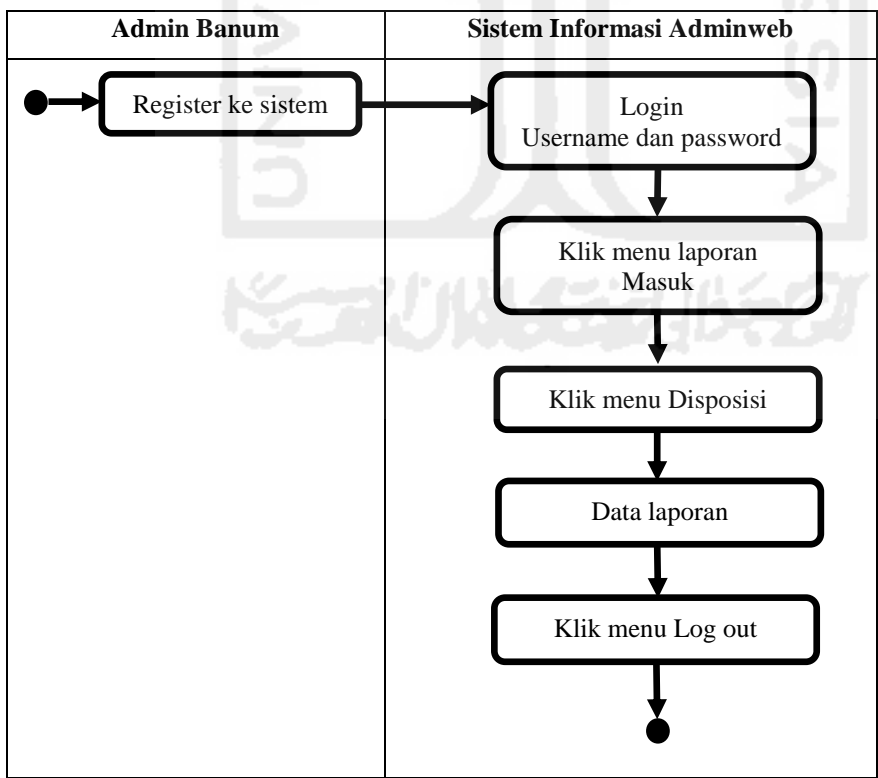 Admin Banum
Sistem Informasi Adminweb
Register ke sistem
Login
Username dan password
Klik menu laporan
Masuk
Klik menu Disposisi
Data laporan
Klik menu Log out